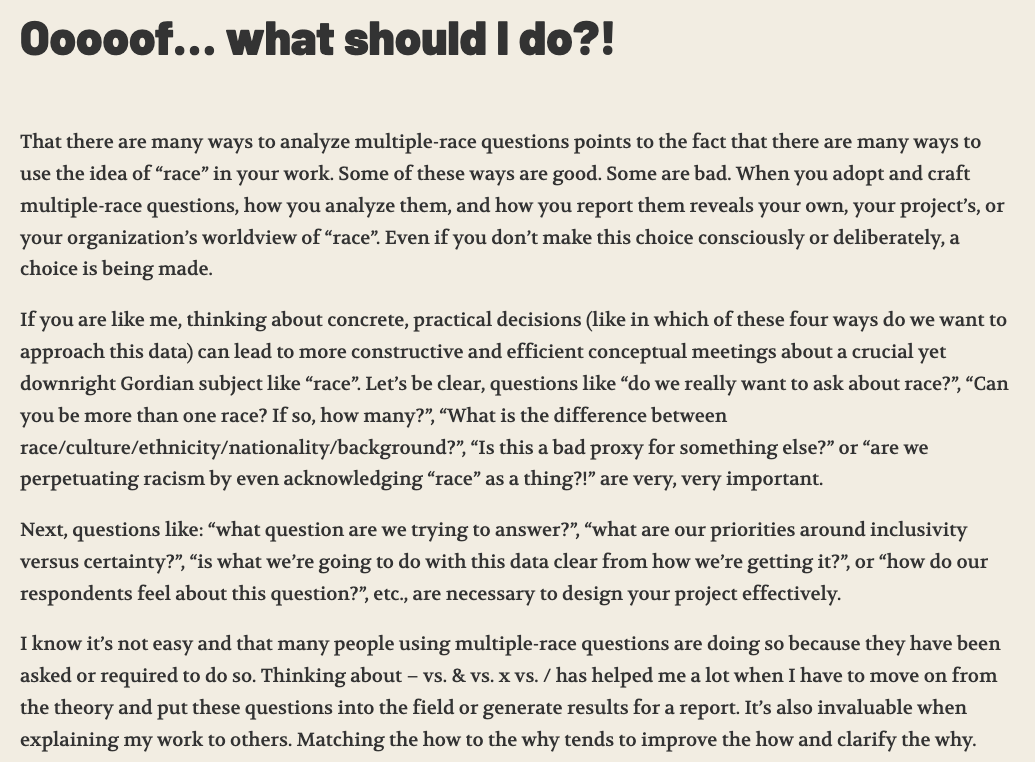 Ooooof... what should I do?!
That there are many ways to analyze multiple-race questions points to the fact that there are many ways to
use the idea of “race” in your work. Some of these ways are good. Some are bad. When you adopt and craft
multiple-race questions, how you analyze them, and how you report them reveals your own, your project’s, or
your organization’s worldview of “race”. Even if you don’t make this choice consciously or deliberately, a
choice is being made.
If you are like me, thinking about concrete, practical decisions (like in which of these four ways do we want to
approach this data) can lead to more constructive and efficient conceptual meetings about a crucial yet
downright Gordian subject like “race”. Let’s be clear, questions like “do we really want to ask about race?”, “Can
you be more than one race? If so, how many?”, “What is the difference between
race/culture/ethnicity/nationality/background?”, “Is this a bad proxy for something else?” or “are we
perpetuating racism by even acknowledging “race” as a thing?!” are very, very important.
Next, questions like: “what question are we trying to answer?”, “what are our priorities around inclusivity
versus certainty?”, “is what we’re going to do with this data clear from how we’re getting it?”, or “how do our
respondents feel about this question?”, etc., are necessary to design your project effectively.
I know it’s not easy and that many people using multiple-race questions are doing so because they have been
asked or required to do so. Thinking about – vs. & vs. x vs. / has helped me a lot when I have to move on from
the theory and put these questions into the field or generate results for a report. It’s also invaluable when
explaining my work to others. Matching the how to the why tends to improve the how and clarify the why.